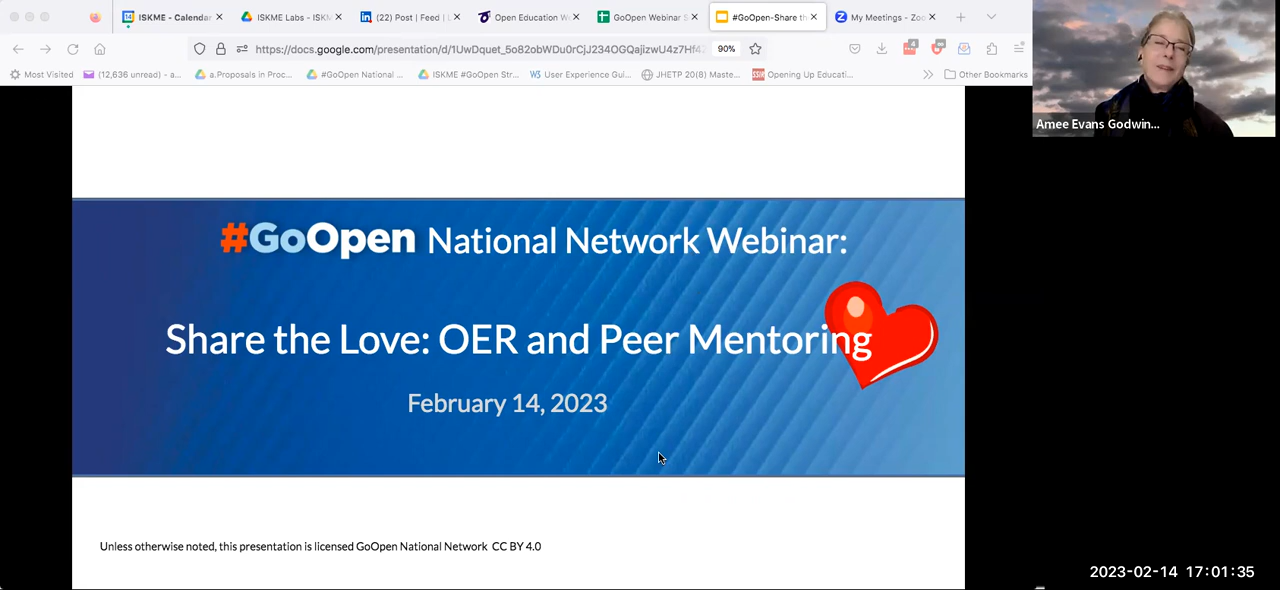 ISKME - Calendar
ISKME Labs - ISKM
(22) Post | Feed |
Open Education We
GoOpen Webinar S
#GoOpen-Share th
My Meetings - Zoo
https://docs.google.com/presentation/d/1UwDquet_5o82obWDu0rCjJ234OGQajizwU4z7Hf4
90%
4
Most Visited
(12,636 unread) - a...
a.Proposals in Proc...
#GoOpen National ...
ISKME #GoOpen Str...
W3
User Experience Gui...
JHETP 20(8) Maste...
SSIR
Opening Up Educati...
Other Bookmarks
Amee Evans Godwin...
#GoOpen National Network Webinar:
Share the Love: OER and Peer Mentoring
February 14, 2023
Unless otherwise noted, this presentation is licensed GoOpen National Network CC BY 4.0
2023-02-14 17:01:35